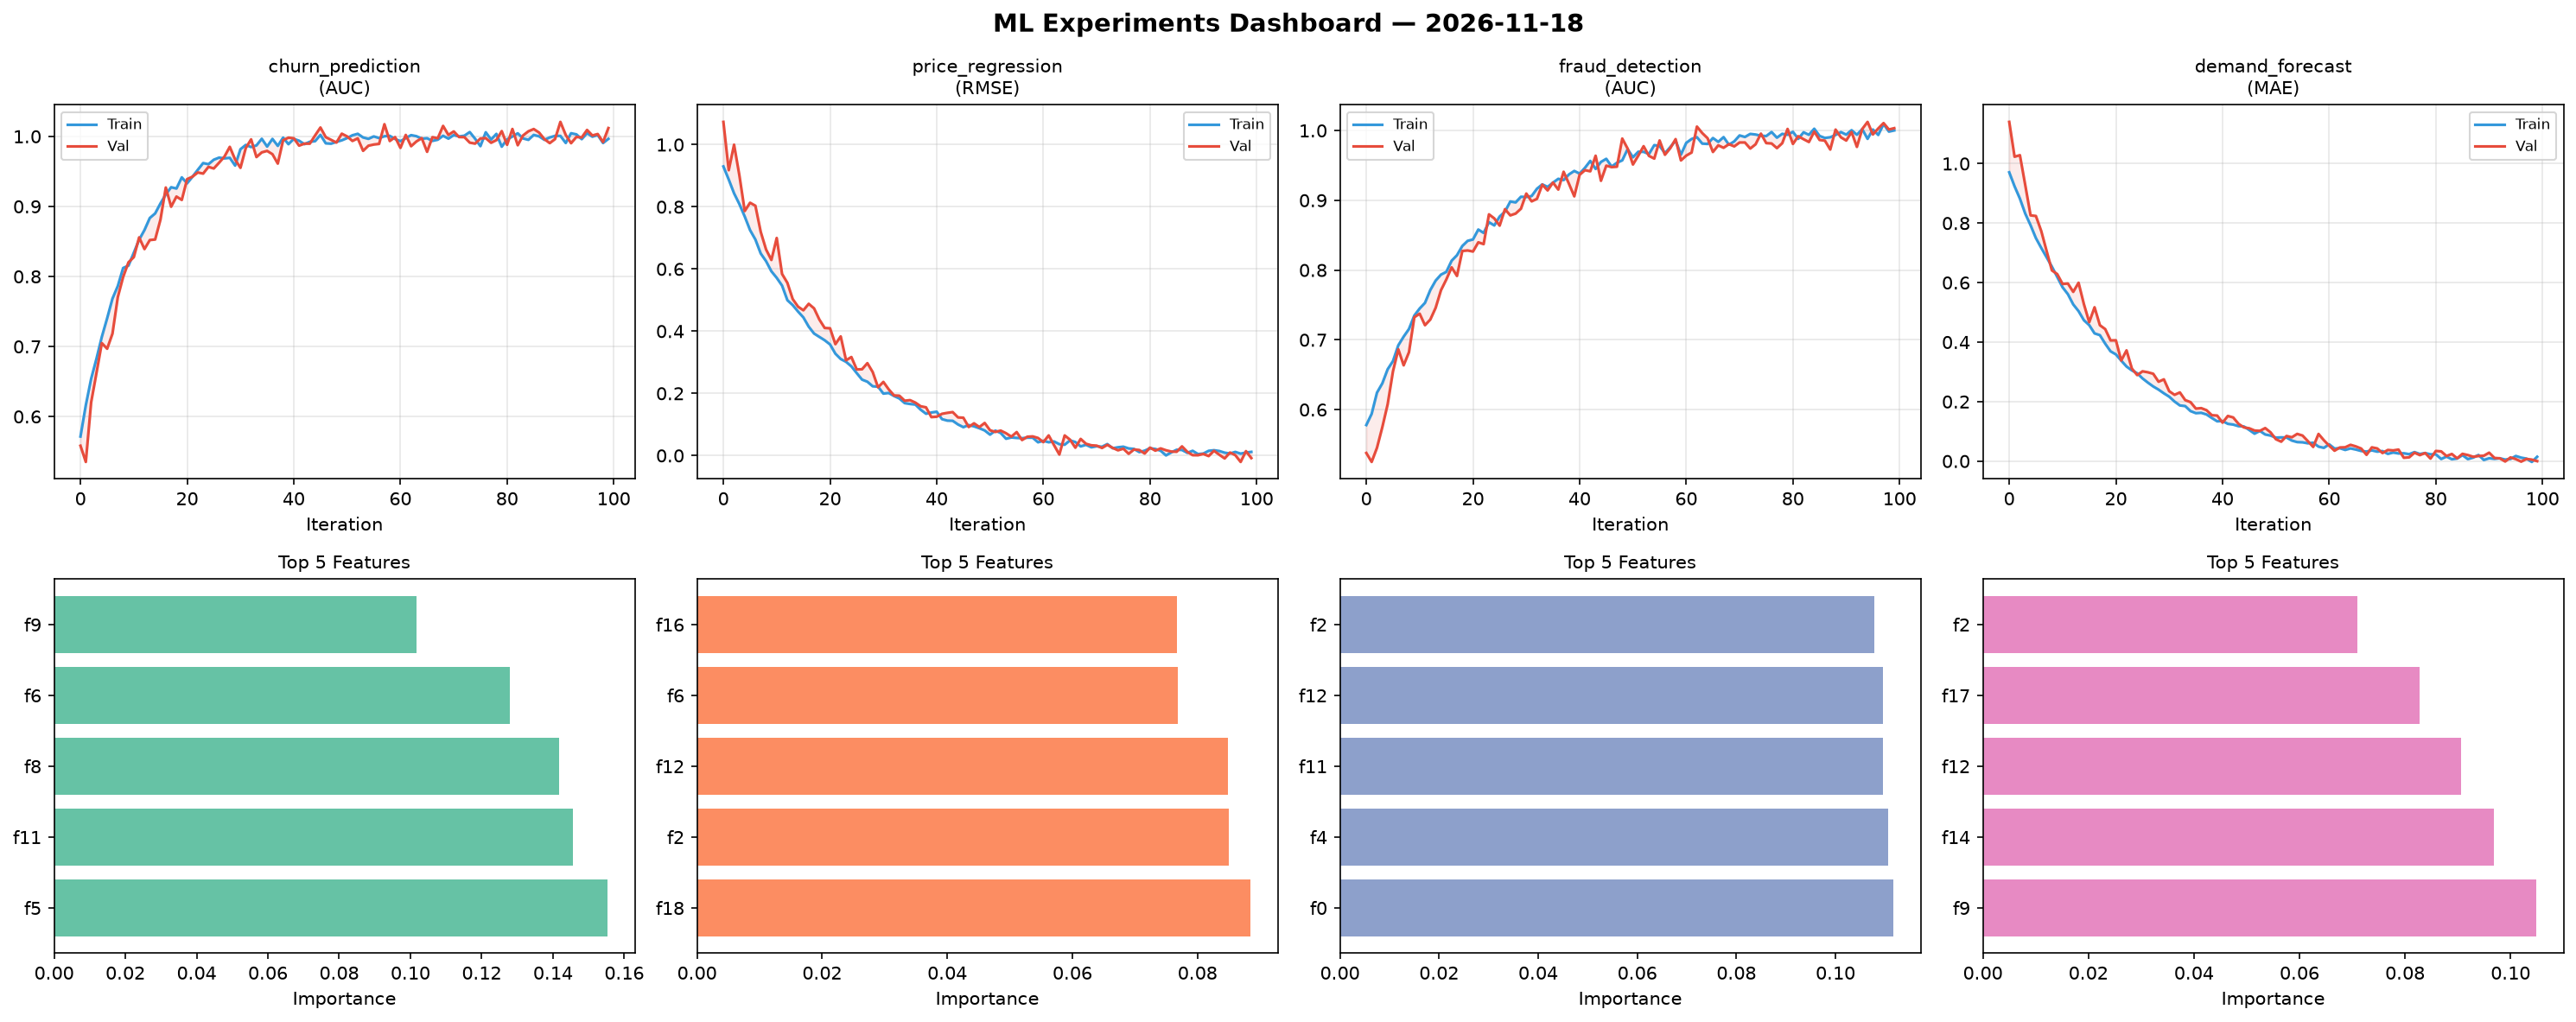 ML Experiments Dashboard — 2026-11-18
churn_prediction
(AUC)
Train
Val
1.0
0.9
0.8
0.7
0.6
0
20
40
60
80
100
Iteration
price_regression
(RMSE)
Train
Val
1.0
0.8
0.6
0.4
0.2
0.0
0
20
40
60
80
100
Iteration
fraud_detection
(AUC)
Train
Val
1.0
0.9
0.8
0.7
0.6
0
20
40
60
80
100
Iteration
demand_forecast
(MAE)
Train
Val
1.0
0.8
0.6
0.4
0.2
0.0
0
20
40
60
80
100
Iteration
Top 5 Features
f9
f6
f8
f11
f5
0.00
0.02
0.04
0.06
0.08
0.10
0.12
0.14
0.16
Importance
Top 5 Features
f16
f6
f12
f2
f18
0.00
0.02
0.04
0.06
0.08
Importance
Top 5 Features
f2
f12
f11
f4
f0
0.00
0.02
0.04
0.06
0.08
0.10
Importance
Top 5 Features
f2
f17
f12
f14
f9
0.00
0.02
0.04
0.06
0.08
0.10
Importance